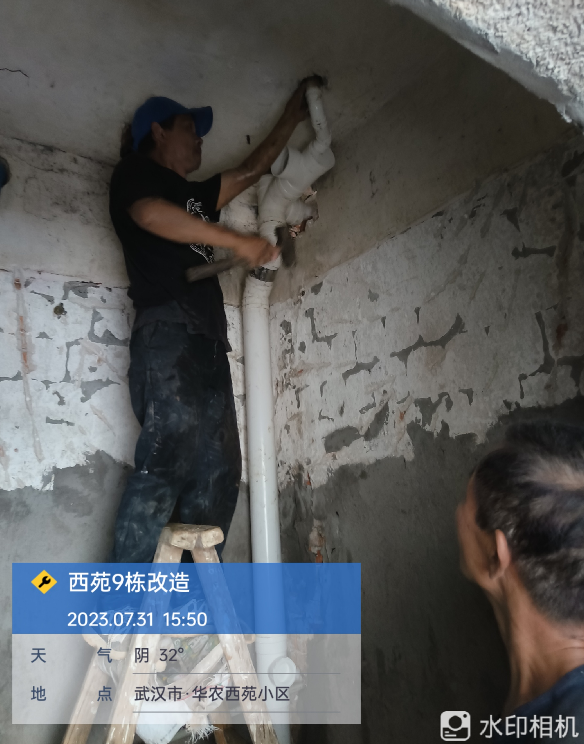 西苑9栋改造
2023.07.31 15:50
天 气 阴 32°
地 点 武汉市·华农西苑小区
水印相机